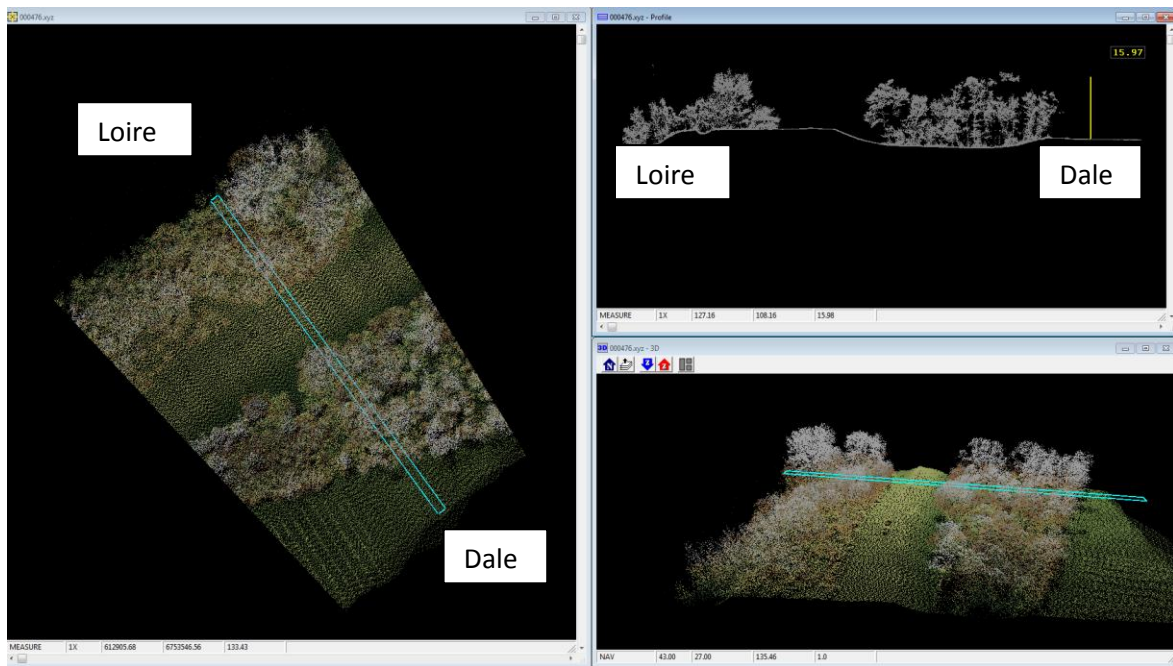 000476.xyz
Loire
Dale
MEASURE 1X 612905.68 6753546.56 133.43
000476.xyz - Profile
15.97
Loire
Dale
MEASURE 1X 127.16 108.16 15.98
3D 000476.xyz - 3D
N
Z
NAV 43.00 27.00 135.46 1.0